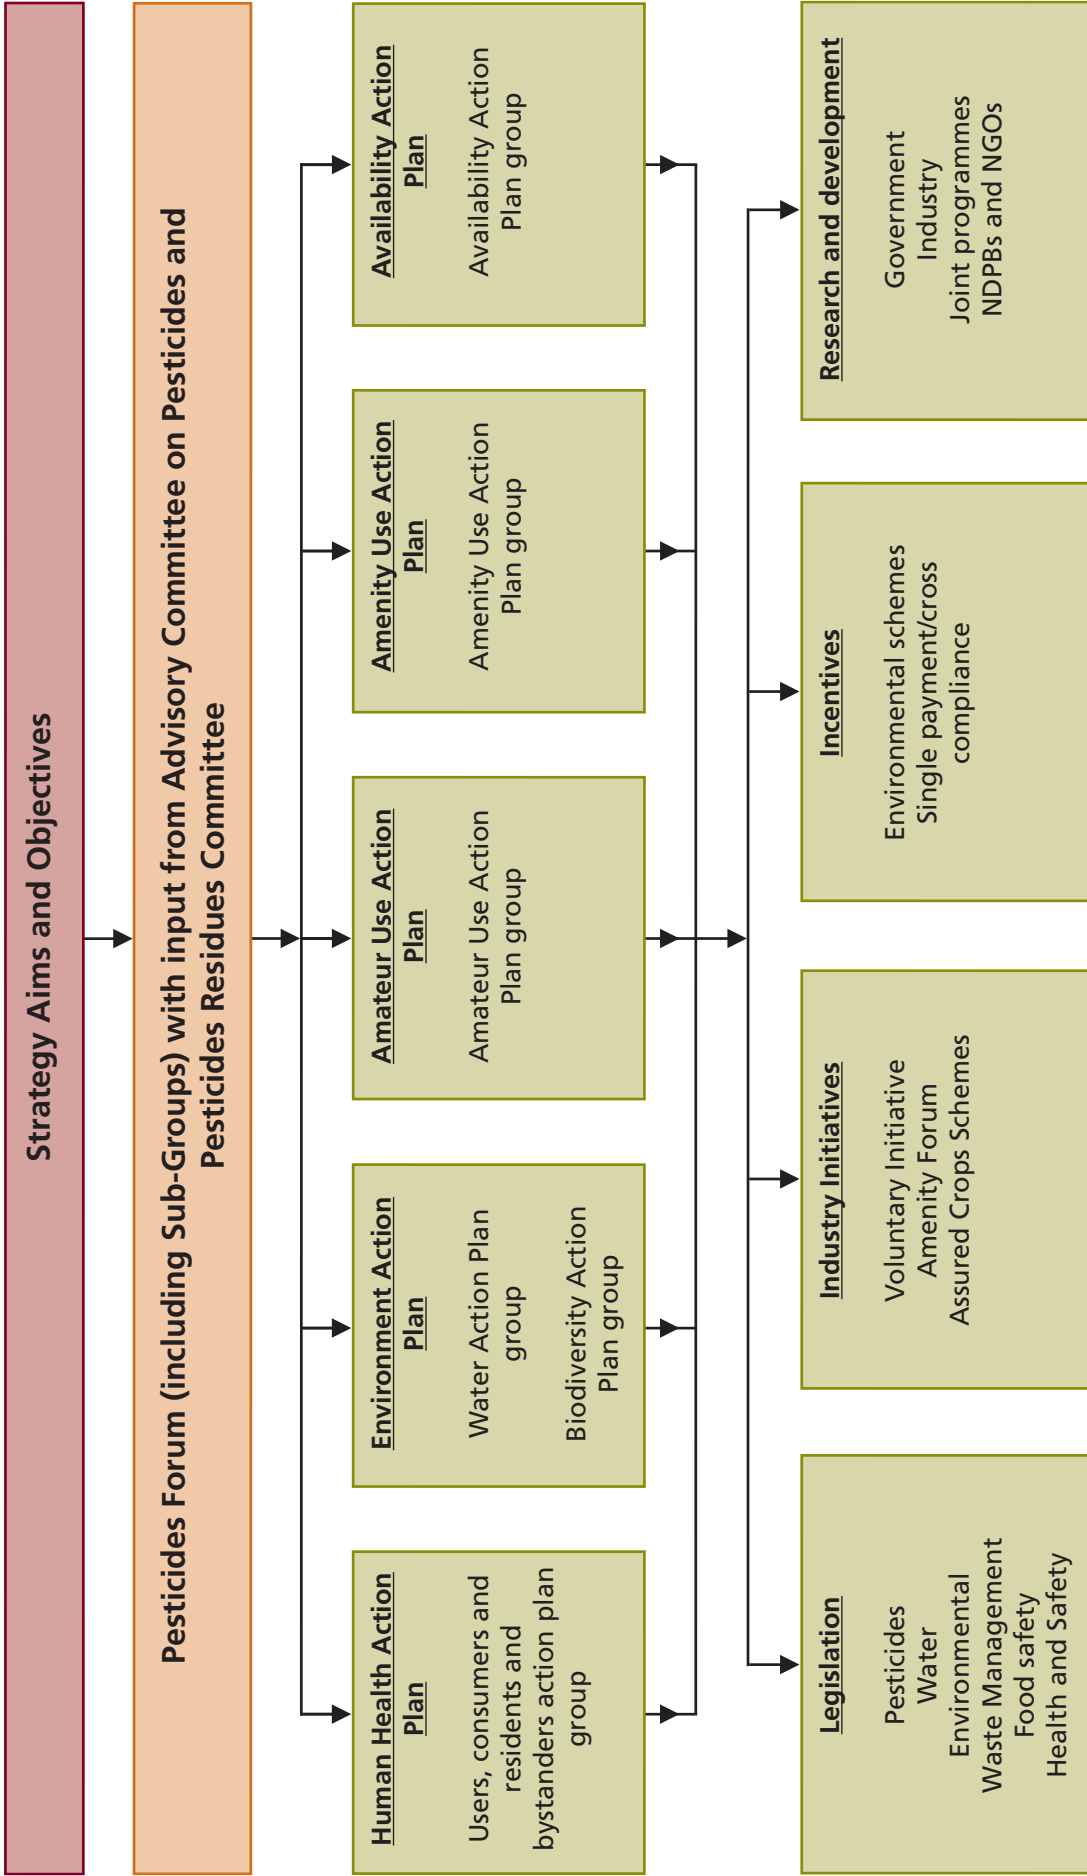 Strategy Aims and Objectives
Pesticides Forum (including Sub-Groups) with input from Advisory Committee on Pesticides and
Pesticides Residues Committee
Human Health Action
Plan
Users, consumers and
residents and
bystanders action plan
group
Environment Action
Plan
Water Action Plan
group
Biodiversity Action
Plan group
Amateur Use Action
Plan
Amateur Use Action
Plan group
Amenity Use Action
Plan
Amenity Use Action
Plan group
Availability Action
Plan
Availability Action
Plan group
Legislation
Pesticides
Water
Environmental
Waste Management
Food safety
Health and Safety
Industry Initiatives
Voluntary Initiative
Amenity Forum
Assured Crops Schemes
Incentives
Environmental schemes
Single payment/cross
compliance
Research and development
Government
Industry
Joint programmes
NDPBs and NGOs